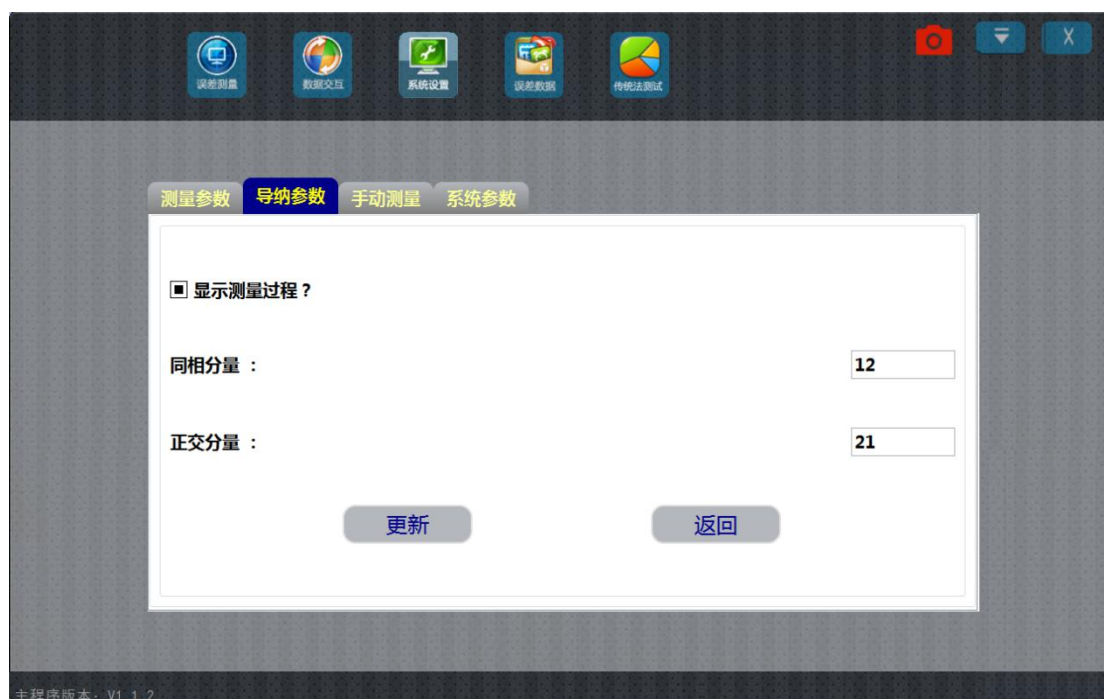 误差测量
数据交互
系统设置
误差数据
传统法测试
X
测量参数
导纳参数
手动测量
系统参数
显示测量过程？
同相分量 ：
12
正交分量 ：
21
更新
返回
主程序版本: V1.1.2